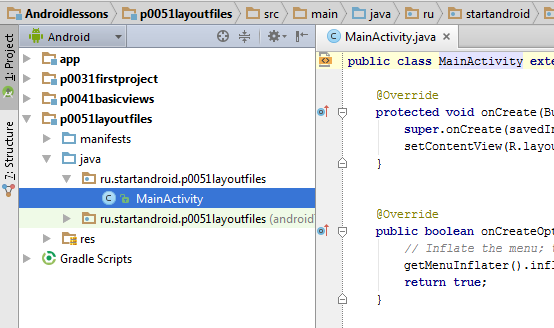 Androidlessons p0051layoutfiles src main java ru startandroid
1: Project
7: Structure
Android
app
p0031firstproject
p0041basicviews
p0051layoutfiles
manifests
java
ru.startandroid.p0051layoutfiles
MainActivity
ru.startandroid.p0051layoutfiles (android
res
Gradle Scripts
MainActivity.java
public class MainActivity exte
@Override
protected void onCreate(Bu
super.onCreate(savedIn
setContentView(R.layou
}
@Override
public boolean onCreateOpt
// Inflate the menu; t
getMenuInflater().infl
return true;
}